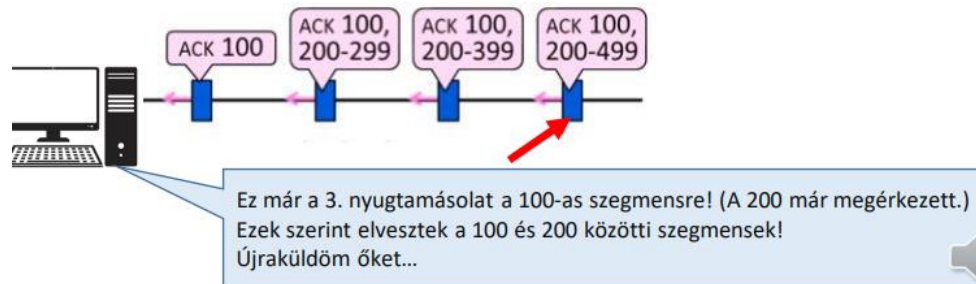 ACK 100
ACK 100,
200-299
ACK 100,
200-399
ACK 100,
200-499
Ez már a 3. nyugtamásolat a 100-as szegmensre! (A 200 már megérkezett.)
Ezek szerint elvesztek a 100 és 200 közötti szegmensek!
Újraküldöm őket...